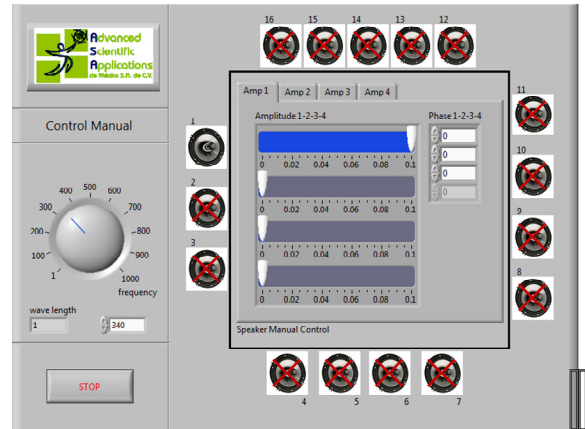 Advanced
Scientific
Applications
de México S.A. de C.V.
16 15 14 13 12
Amp 1 Amp 2 Amp 3 Amp 4
Amplitude 1-2-3-4 Phase 1-2-3-4
0 0.02 0.04 0.06 0.08 0.1
0
0 0.02 0.04 0.06 0.08 0.1
0
0 0.02 0.04 0.06 0.08 0.1
0
0 0.02 0.04 0.06 0.08 0.1
0
Speaker Manual Control
1
2
3
11
10
9
8
4 5 6 7
Control Manual
400 500 600
300 700
200 800
100 900
1 1000
frequency
wave length
1 340
STOP